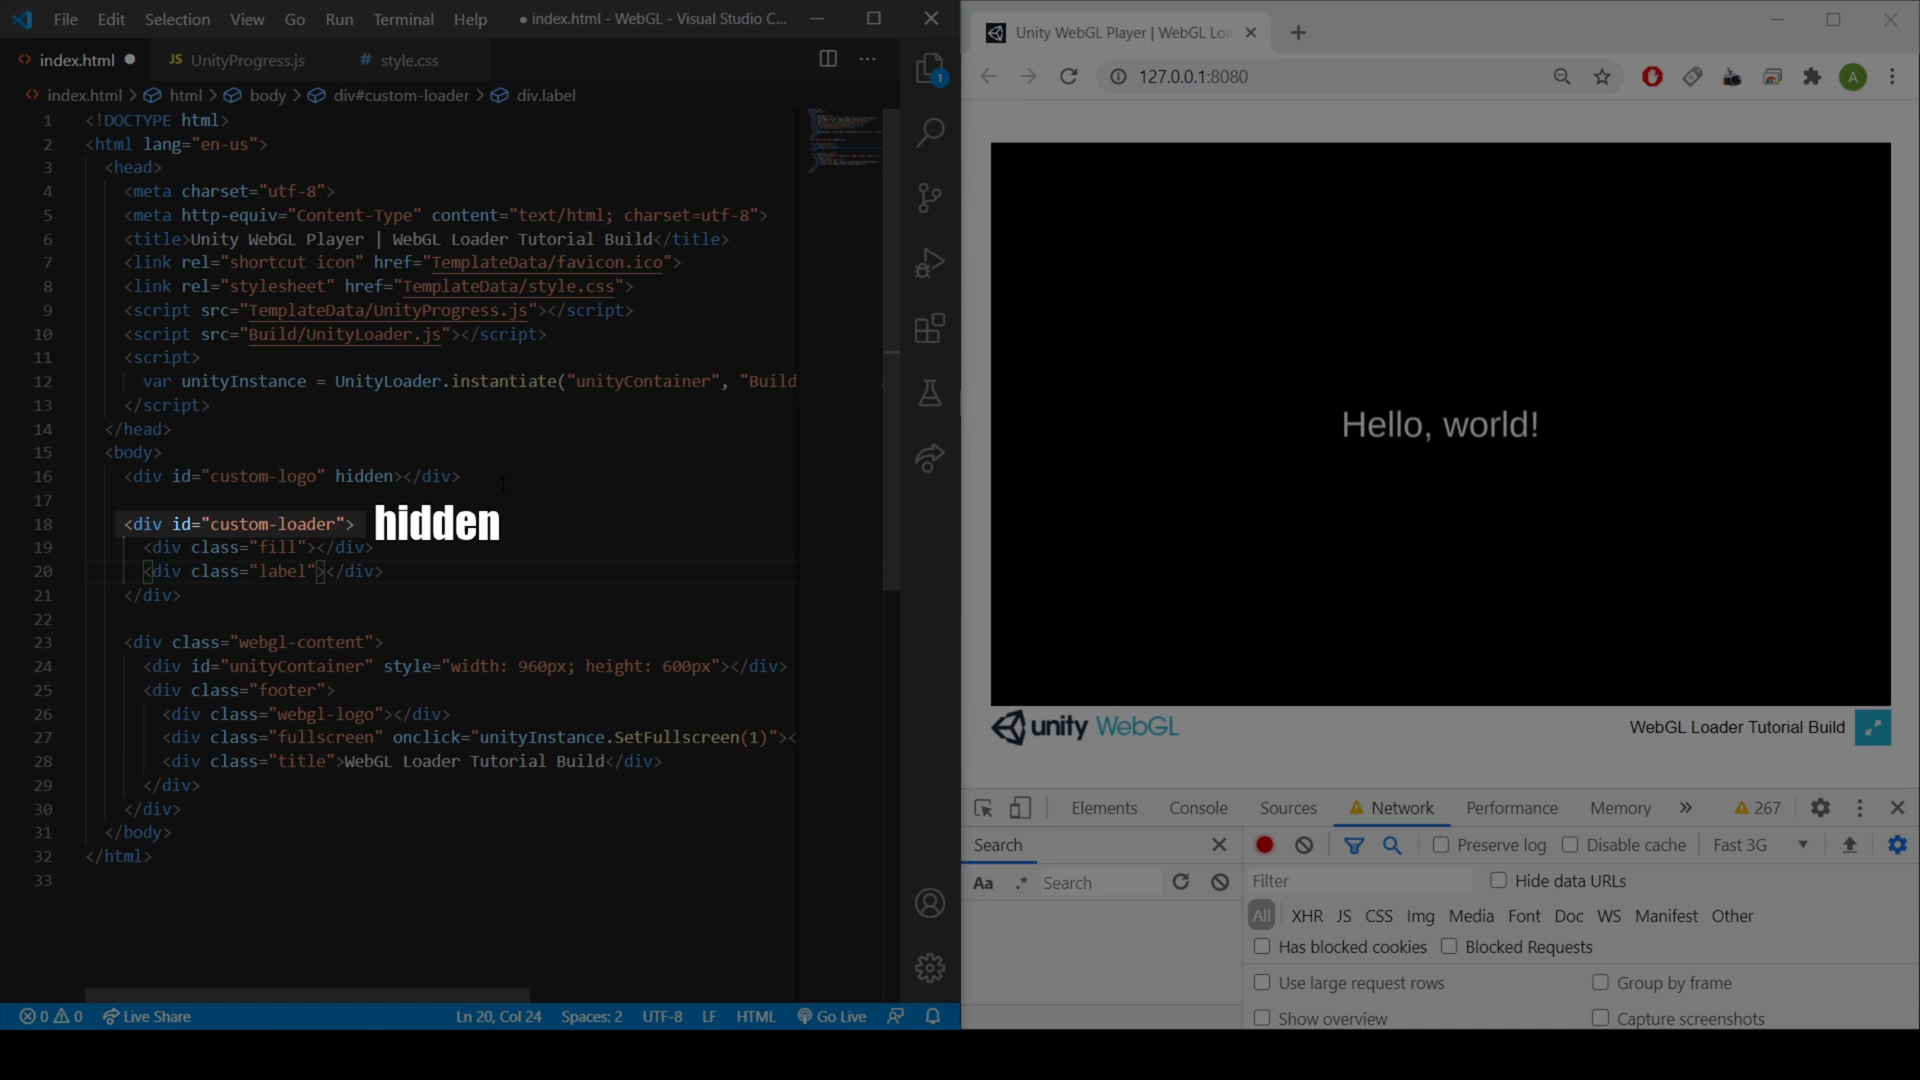 File Edit Selection View Go Run Terminal Help ● index.html - WebGL - Visual Studio C...
index.html ● JS UnityProgress.js # style.css ...
index.html > html > body > div#custom-loader > div.label
1 <!DOCTYPE html>
2 <html lang="en-us">
3 <head>
4 <meta charset="utf-8">
5 <meta http-equiv="Content-Type" content="text/html; charset=utf-8">
6 <title>Unity WebGL Player | WebGL Loader Tutorial Build</title>
7 <link rel="shortcut icon" href="TemplateData/favicon.ico">
8 <link rel="stylesheet" href="TemplateData/style.css">
9 <script src="TemplateData/UnityProgress.js"></script>
10 <script src="Build/UnityLoader.js"></script>
11 <script>
12 var unityInstance = UnityLoader.instantiate("unityContainer", "Build
13 </script>
14 </head>
15 <body>
16 <div id="custom-logo" hidden></div>
17
18 <div id="custom-loader"> hidden
19 <div class="fill"></div>
20 <div class="label"></div>
21 </div>
22
23 <div class="webgl-content">
24 <div id="unityContainer" style="width: 960px; height: 600px"></div>
25 <div class="footer">
26 <div class="webgl-logo"></div>
27 <div class="fullscreen" onclick="unityInstance.SetFullscreen(1)"><
28 <div class="title">WebGL Loader Tutorial Build</div>
29 </div>
30 </div>
31 </body>
32 </html>
33
1
0 0 Live Share Ln 20, Col 24 Spaces: 2 UTF-8 LF HTML Go Live
Unity WebGL Player | WebGL Loa
127.0.0.1:8080 A
Hello, world!
unity WebGL WebGL Loader Tutorial Build
Elements Console Sources Network Performance Memory » 267
Search Preserve log Disable cache Fast 3G
Aa .* Search Filter Hide data URLs
All XHR JS CSS Img Media Font Doc WS Manifest Other
Has blocked cookies Blocked Requests
Use large request rows Group by frame
Show overview Capture screenshots